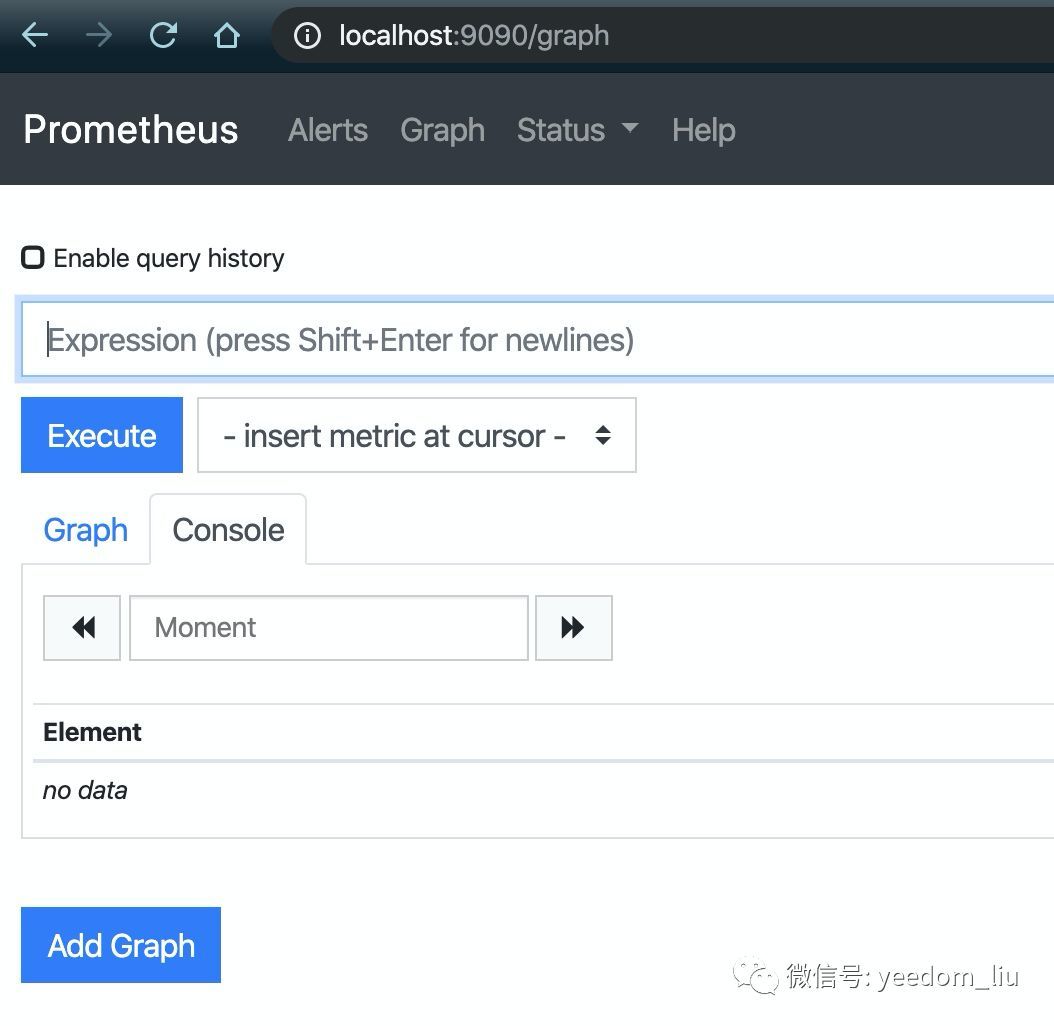 localhost:9090/graph
Prometheus Alerts Graph Status Help
Enable query history
Expression (press Shift+Enter for newlines)
Execute - insert metric at cursor -
Graph Console
Moment
Element
no data
Add Graph
微信号: yeedom_liu